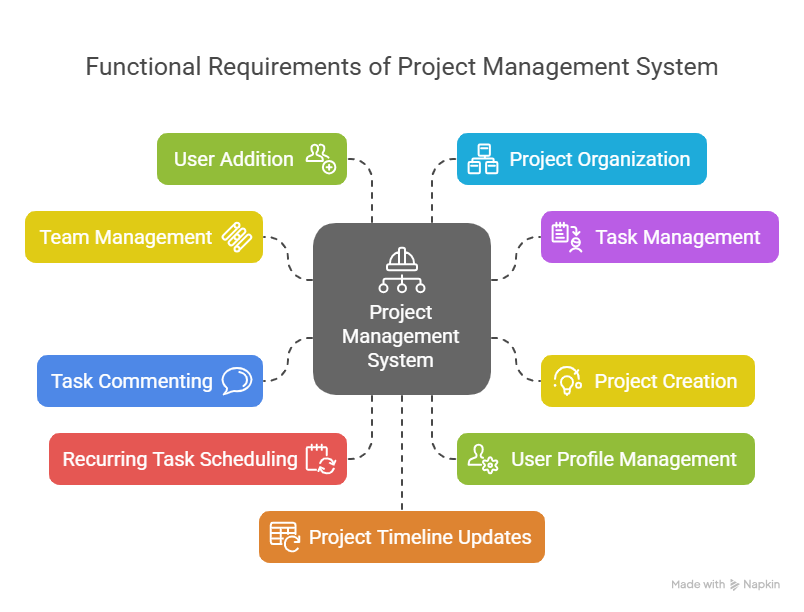 Functional Requirements of Project Management System
User Addition
Project Organization
Team Management
Task Management
Project
Management
System
Task Commenting
Project Creation
Recurring Task Scheduling
User Profile Management
Project Timeline Updates
Made with Napkin